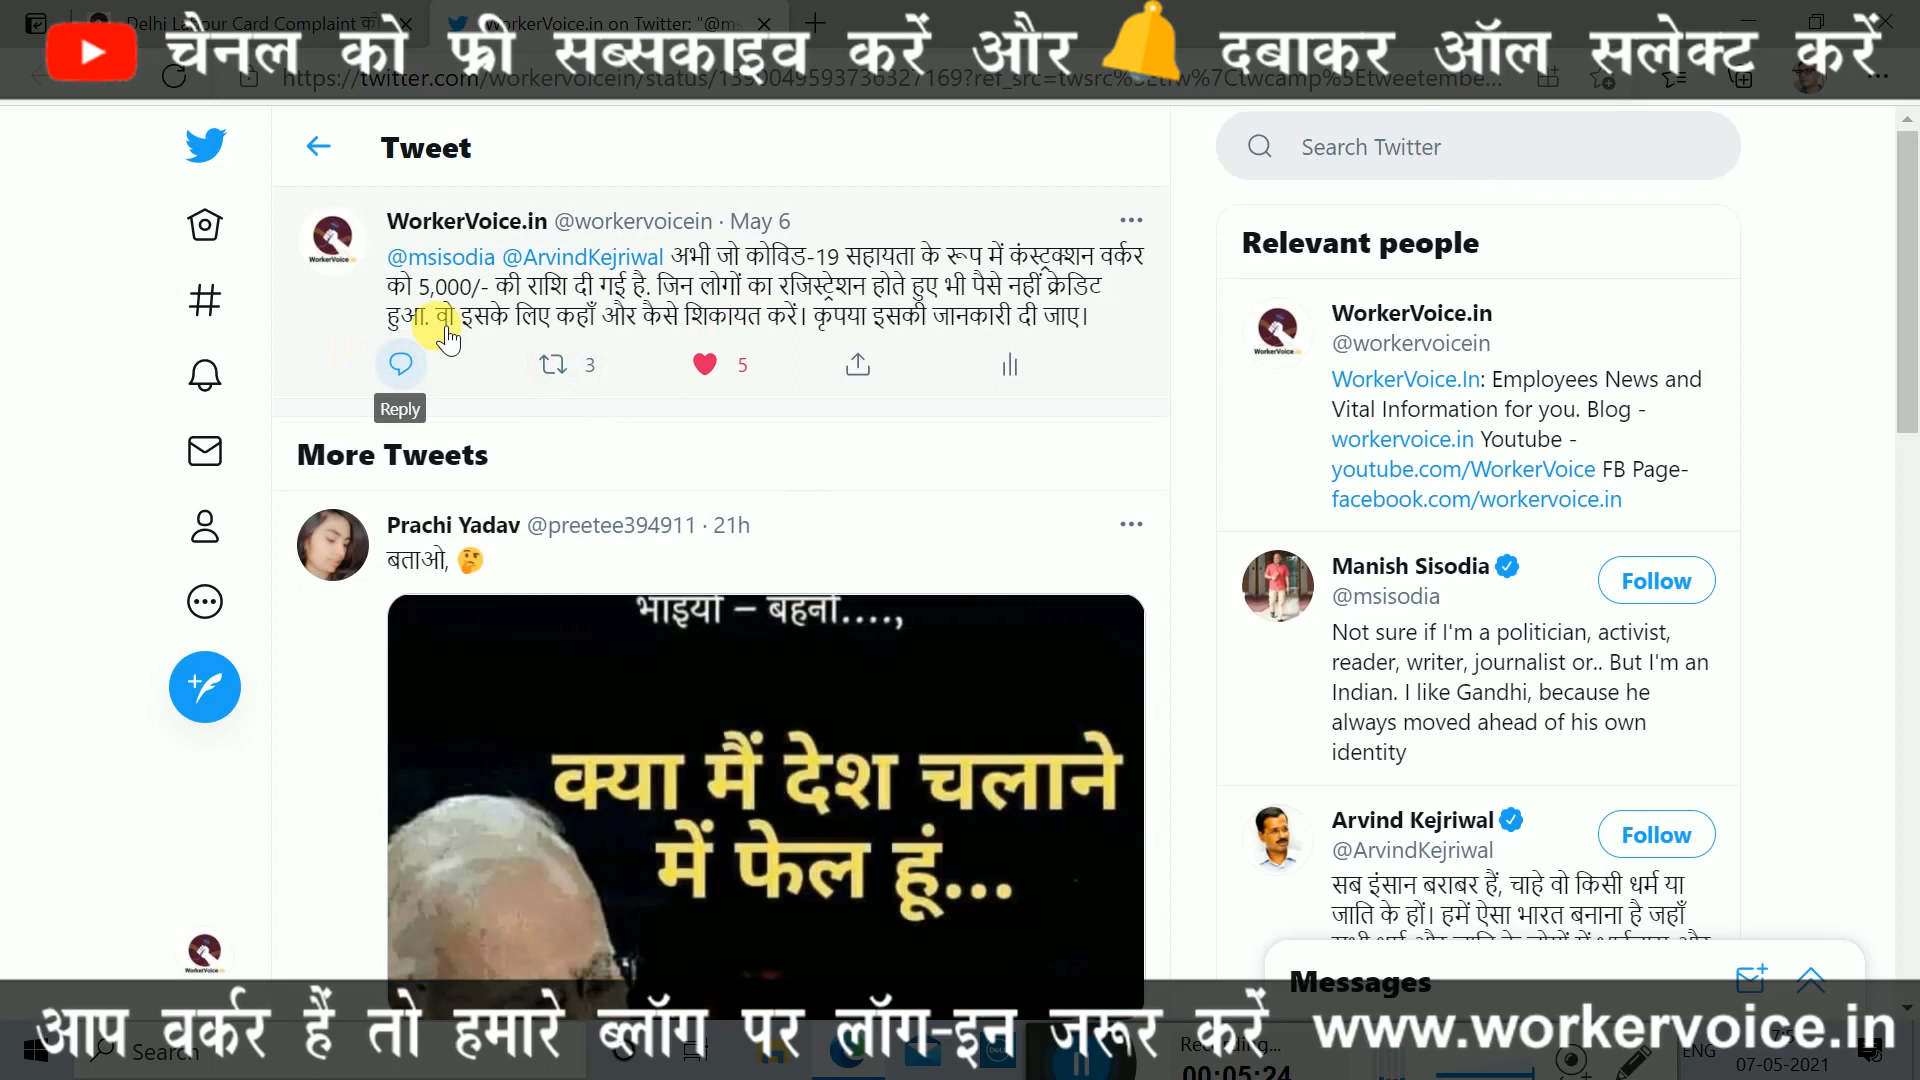 चैनल को फ्री सब्सकाइव करें और 🔔 दबाकर ऑल सलेक्ट करें
Tweet
Search Twitter
WorkerVoice.in @workervoicein · May 6
@msisodia @ArvindKejriwal अभी जो कोविड-19 सहायता के रूप में कंस्ट्रक्शन वर्कर
को 5,000/- की राशि दी गई है. जिन लोगों का रजिस्ट्रेशन होते हुए भी पैसे नहीं क्रेडिट
हुआ. वो इसके लिए कहाँ और कैसे शिकायत करें। कृपया इसकी जानकारी दी जाए।
3
5
Reply
More Tweets
Prachi Yadav @preetee394911 · 21h
बताओ, 🤔
भाइयों – बहनों....,
क्या मैं देश चलाने
में फेल हूं...
Relevant people
WorkerVoice.in
@workervoicein
WorkerVoice.In: Employees News and
Vital Information for you. Blog -
workervoice.in Youtube -
youtube.com/WorkerVoice FB Page-
facebook.com/workervoice.in
Manish Sisodia
@msisodia
Follow
Not sure if I'm a politician, activist,
reader, writer, journalist or.. But I'm an
Indian. I like Gandhi, because he
always moved ahead of his own
identity
Arvind Kejriwal
@ArvindKejriwal
Follow
सब इंसान बराबर हैं, चाहे वो किसी धर्म या
जाति के हों। हमें ऐसा भारत बनाना है जहाँ
Messages
आप वर्कर हैं तो हमारे ब्लॉग पर लॉग-इन जरूर करें www.workervoice.in
Search
ENG
07-05-2021
00:05:24